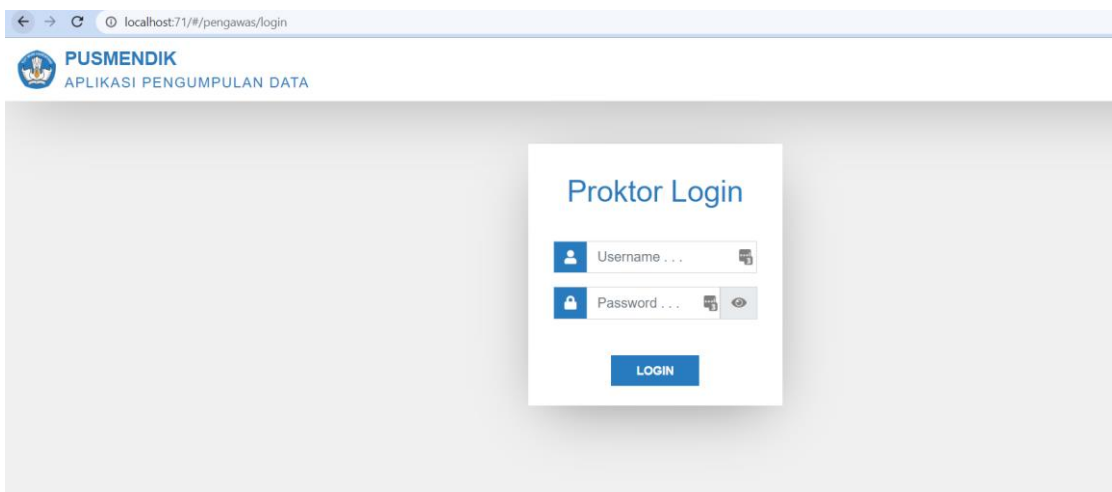 localhost:71/#/pengawas/login
PUSMENDIK
APLIKASI PENGUMPULAN DATA
Proktor Login
Username . . .
Password . . .
LOGIN